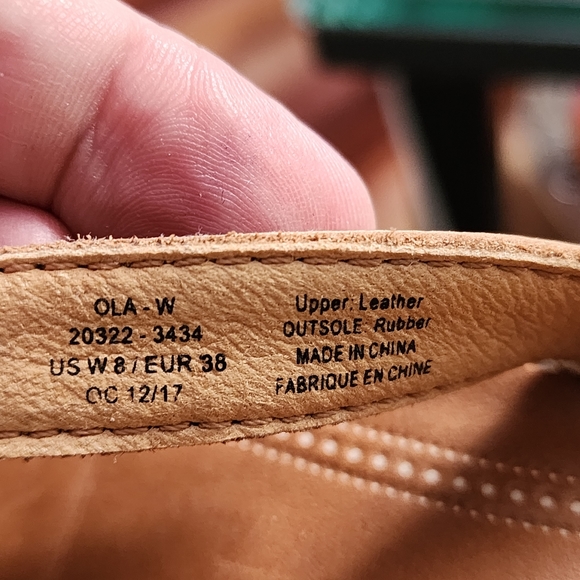 OLA - W
20322 - 3434
US W 8 / EUR 38
OC 12/17
Upper: Leather
OUTSOLE Rubber
MADE IN CHINA
FABRIQUE EN CHINE